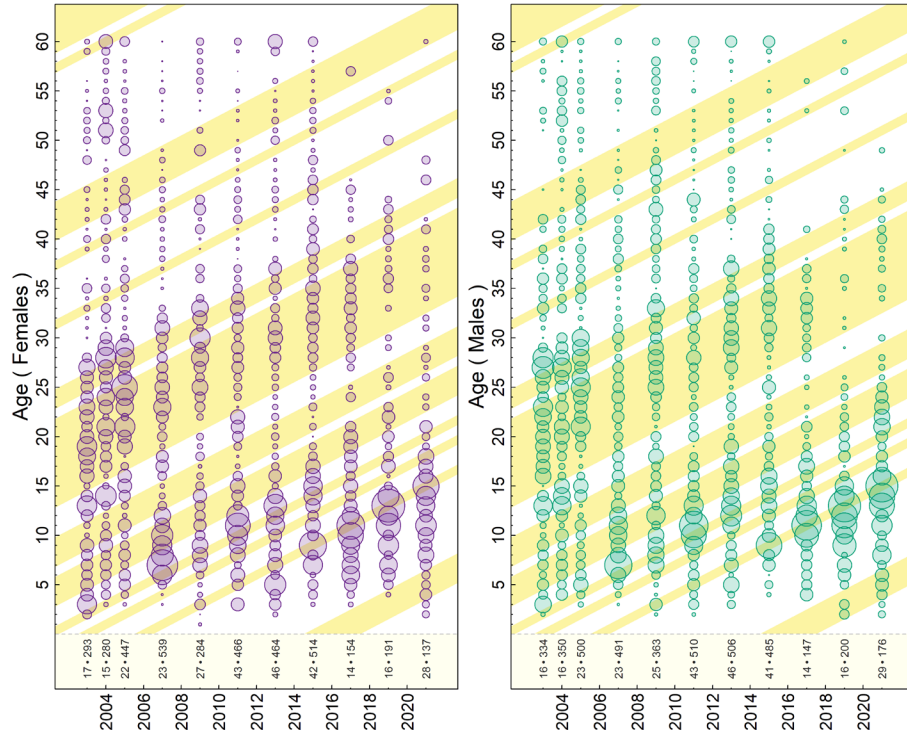 Age ( Females )
60
55
50
45
40
35
30
25
20
15
10
5
17 • 293
15 • 280
22 • 447
23 • 539
27 • 284
43 • 466
46 • 464
42 • 514
14 • 154
16 • 191
28 • 137
2004
2006
2008
2010
2012
2014
2016
2018
2020
Age ( Males )
60
55
50
45
40
35
30
25
20
15
10
5
16 • 334
16 • 350
23 • 500
23 • 491
25 • 363
53 • 510
46 • 506
41 • 485
14 • 147
16 • 200
29 • 176
2004
2006
2008
2010
2012
2014
2016
2018
2020